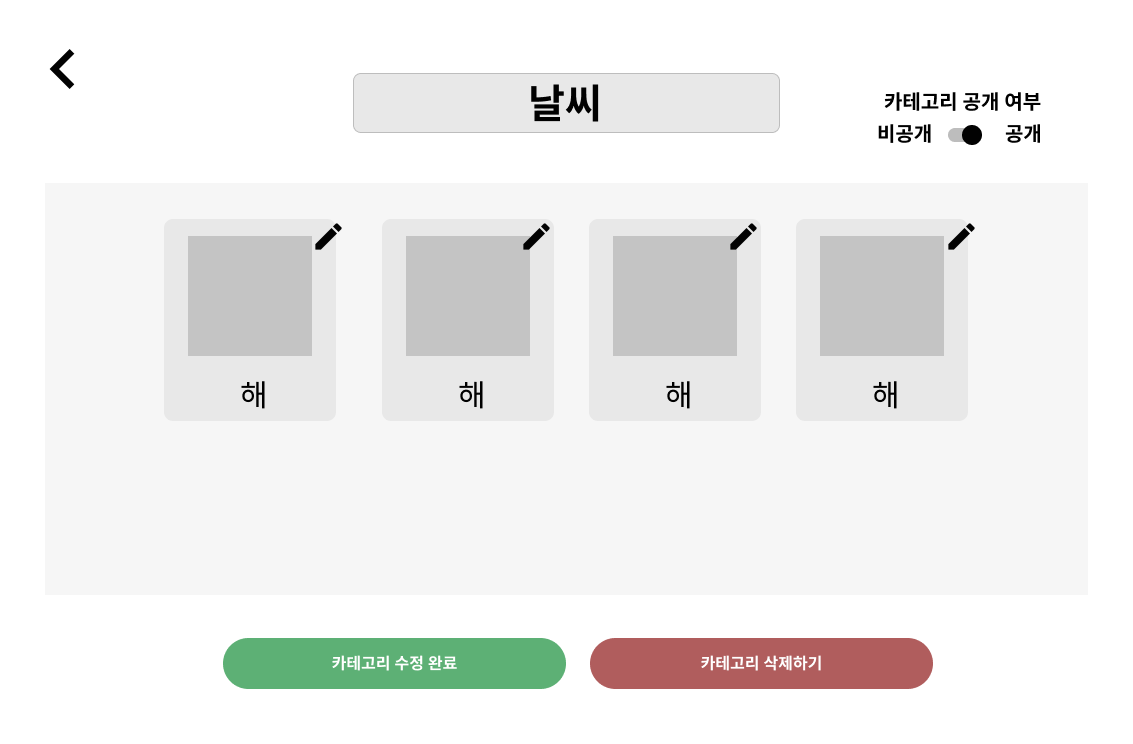 날씨
카테고리 공개 여부
비공개 공개
해 해 해 해
카테고리 수정 완료 카테고리 삭제하기